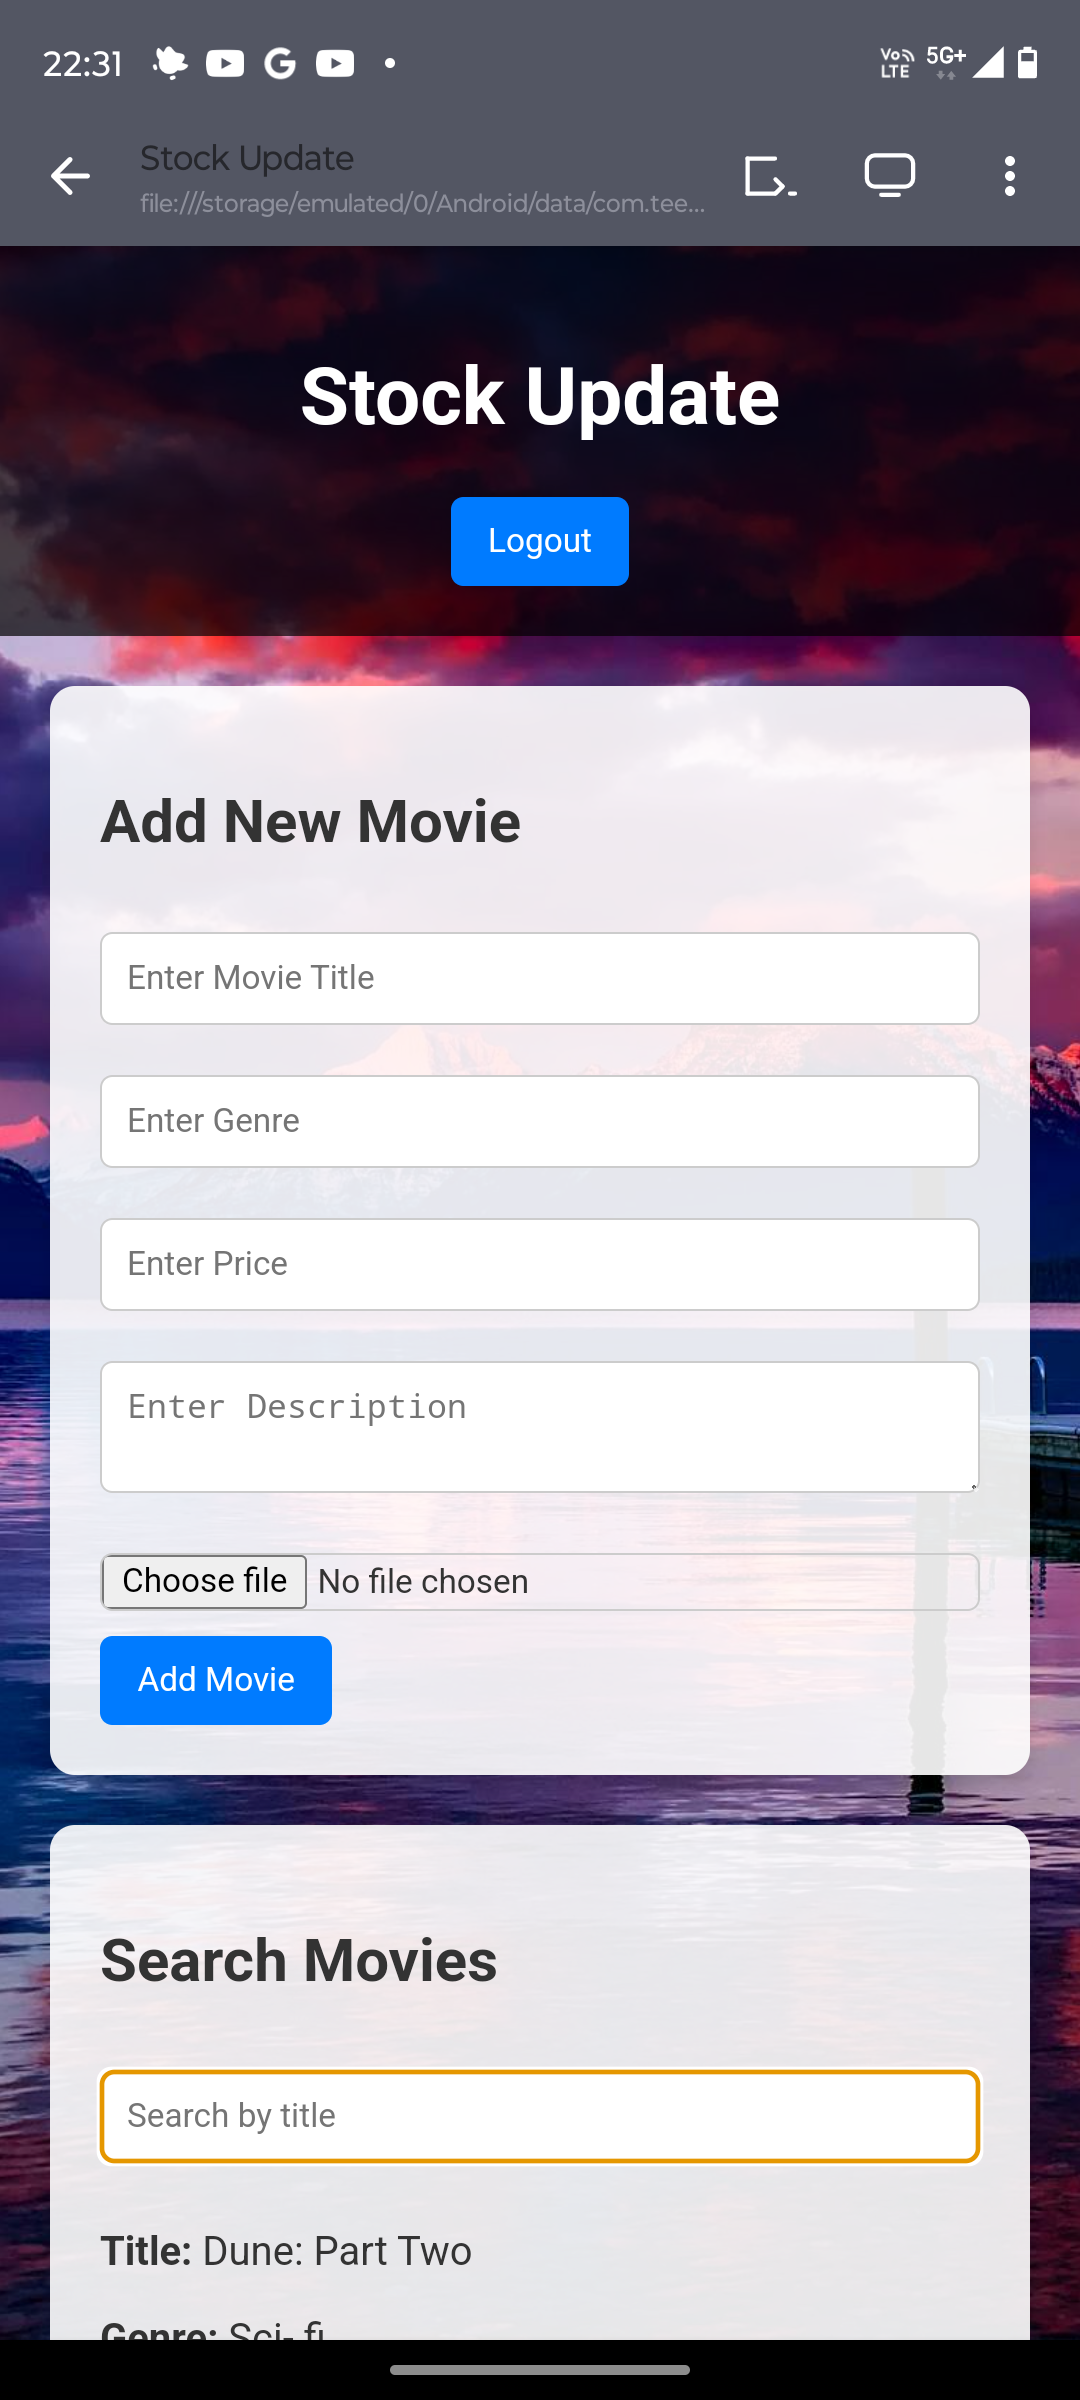 22:31
Vo LTE 5G+
Stock Update
file:///storage/emulated/0/Android/data/com.tee...
Stock Update
Logout
Add New Movie
Enter Movie Title
Enter Genre
Enter Price
Enter Description
Choose file No file chosen
Add Movie
Search Movies
Search by title
Title: Dune: Part Two
Genre: Sci- fi